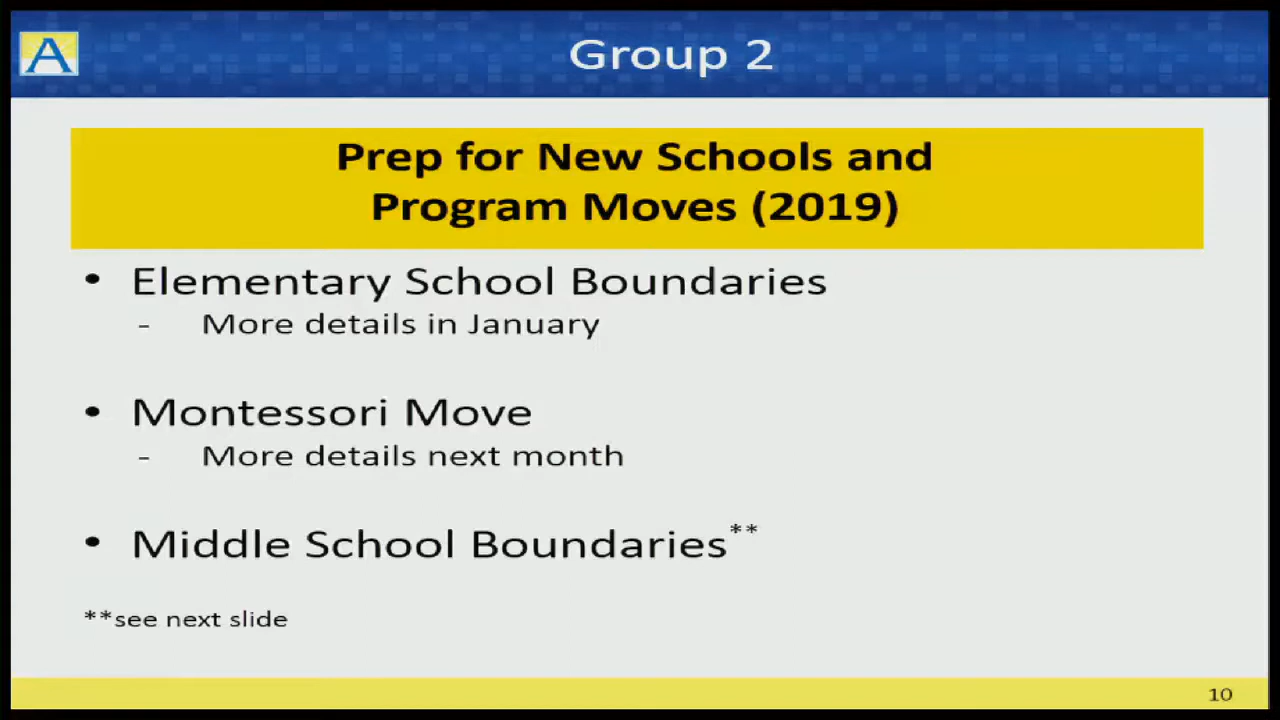 A
Group 2
Prep for New Schools and
Program Moves (2019)
• Elementary School Boundaries
- More details in January
• Montessori Move
- More details next month
• Middle School Boundaries**
**see next slide
10